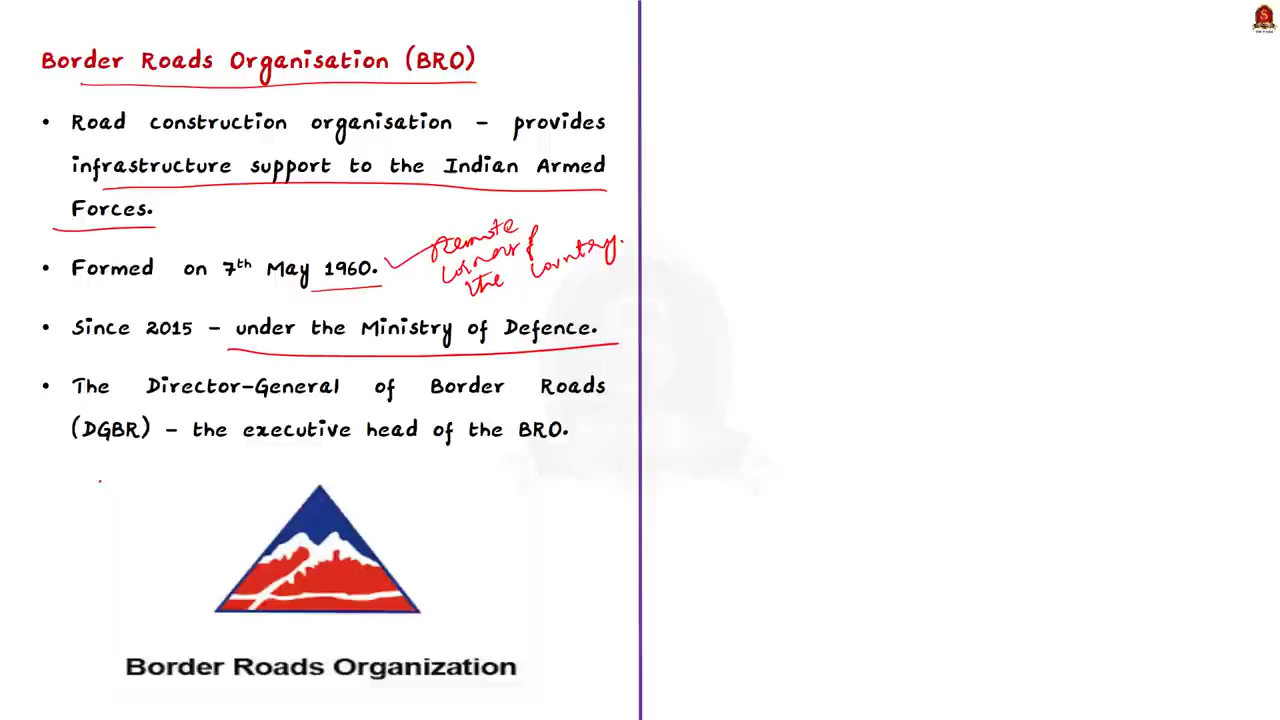 Border Roads Organisation (BRO)
• Road construction organisation - provides
infrastructure support to the Indian Armed
Forces.
• Formed on 7th May 1960.
remote
corners of
the country.
• Since 2015 - under the Ministry of Defence.
• The Director-General of Border Roads
(DGBR) - the executive head of the BRO.
Border Roads Organization